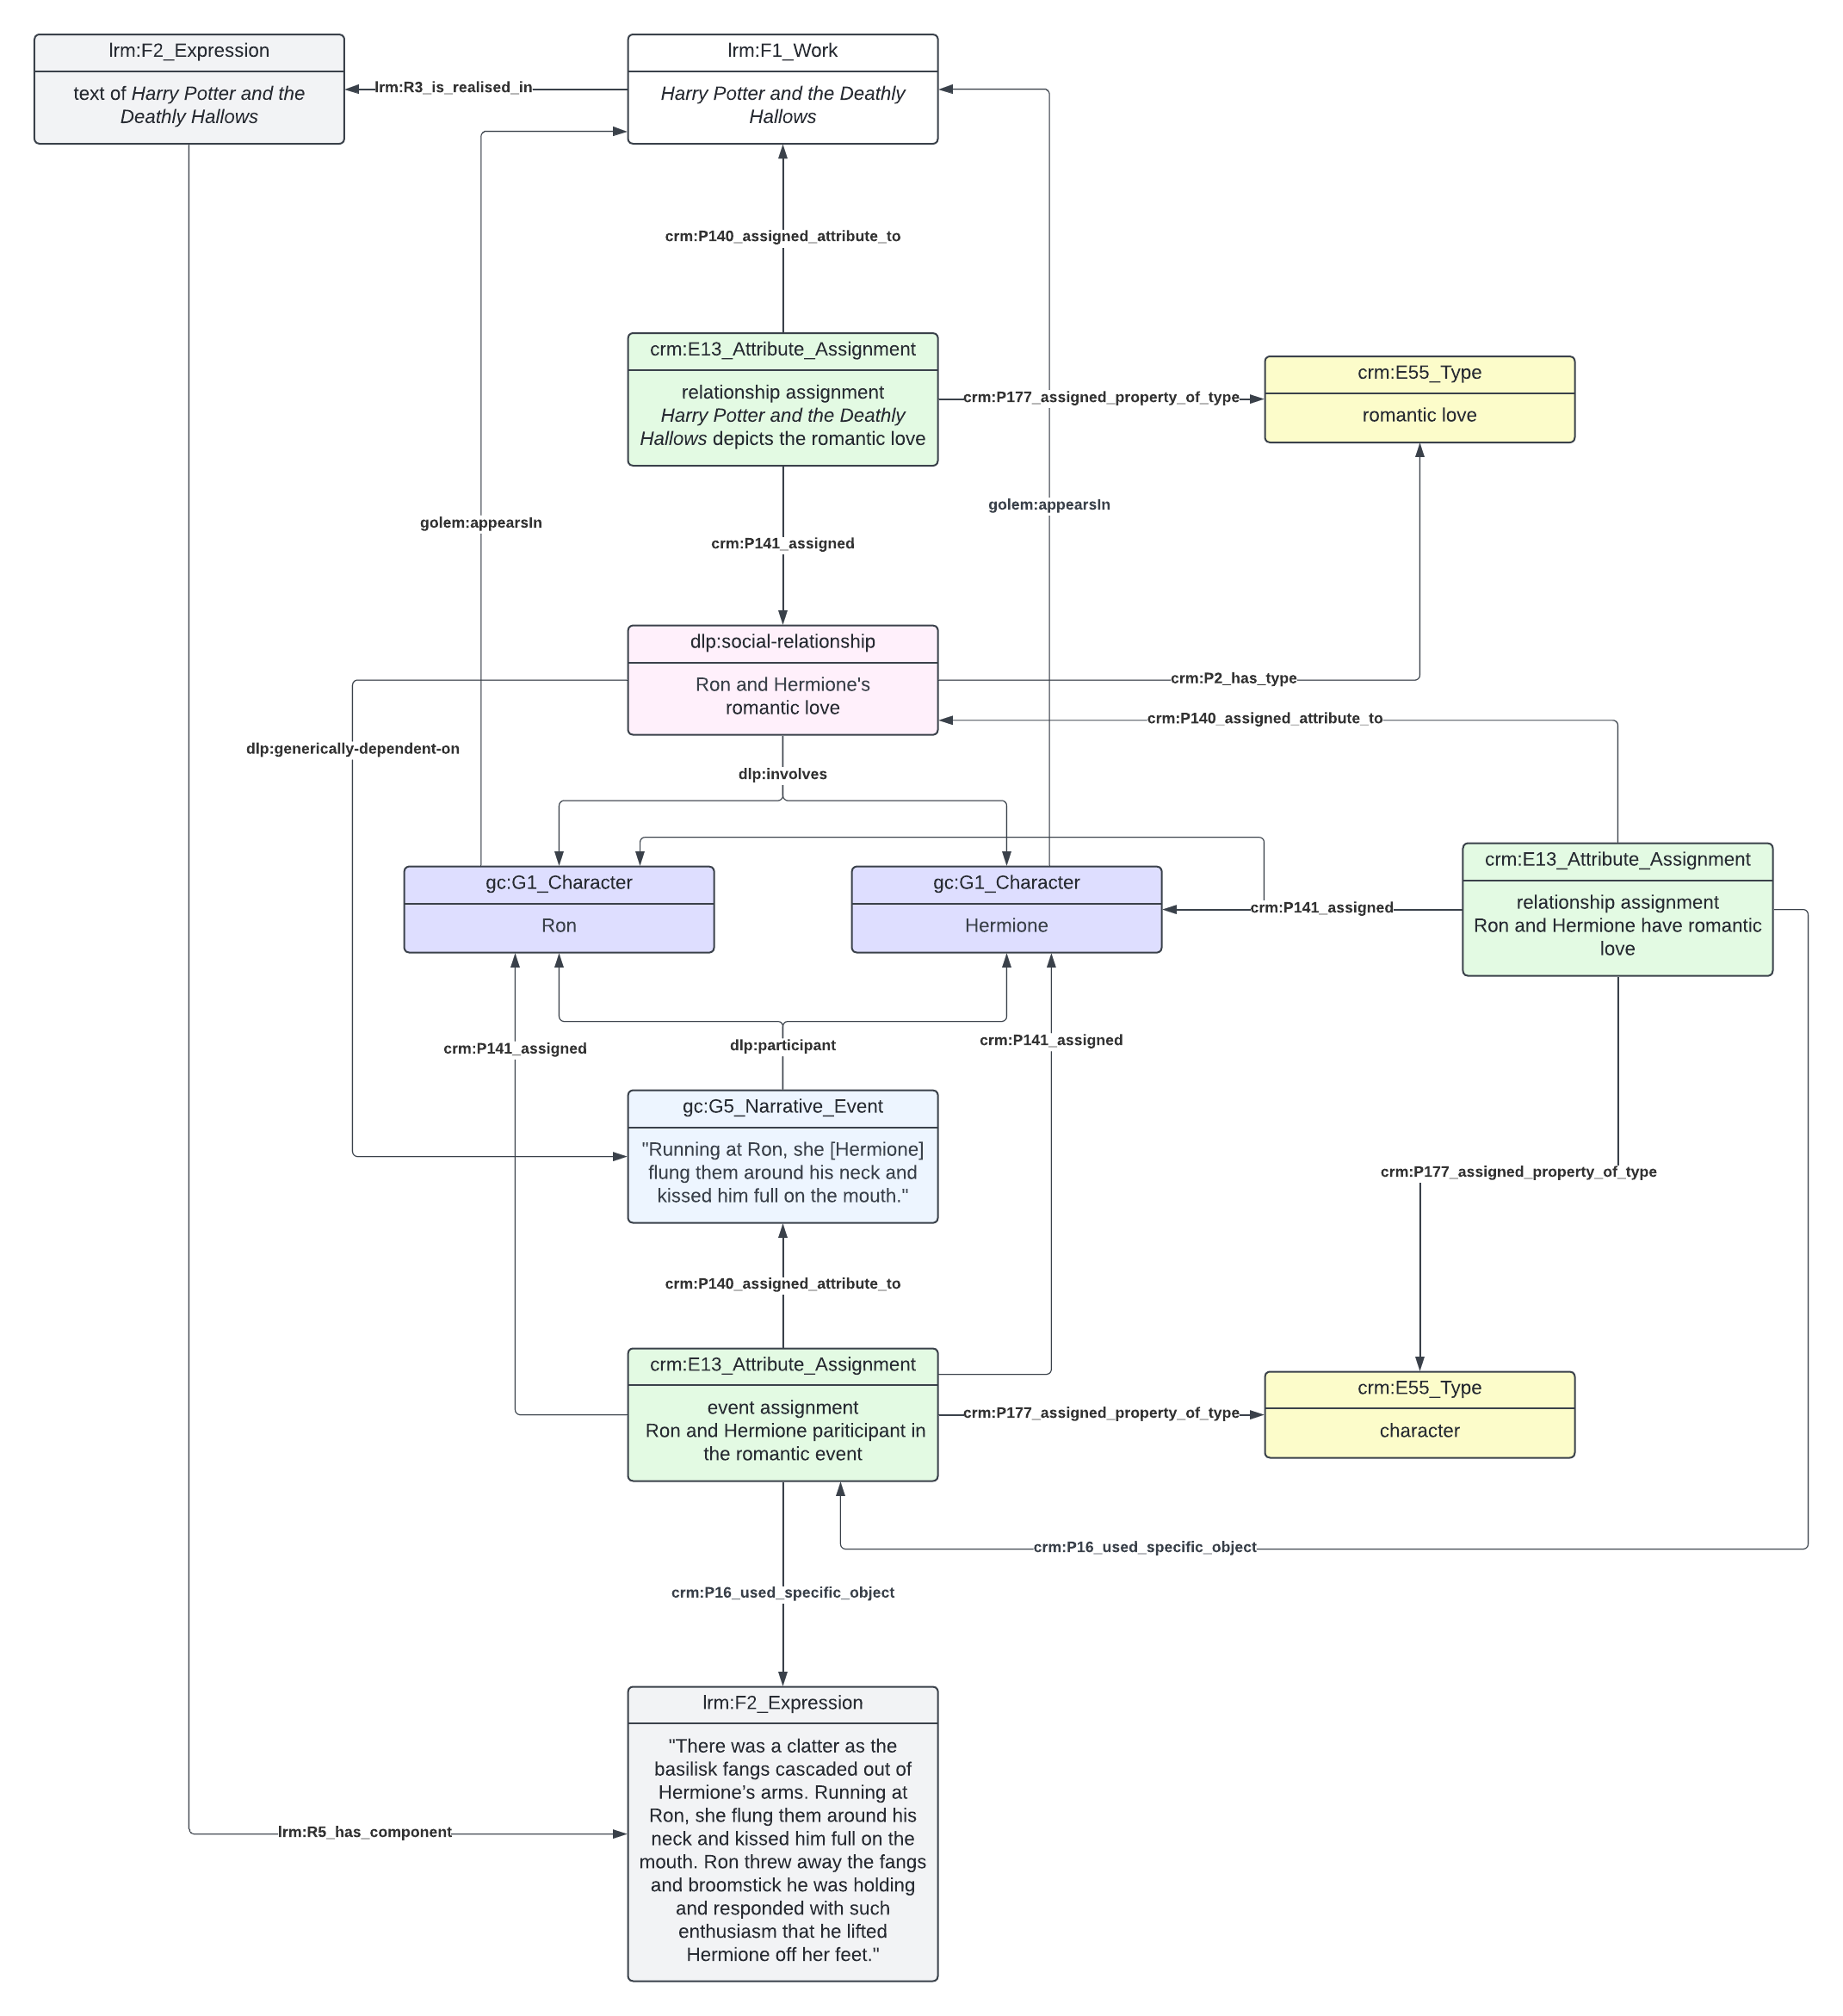 lrm:F2_Expression
text of Harry Potter and the
Deathly Hallows
lrm:R3_is_realised_in
lrm:F1_Work
Harry Potter and the Deathly
Hallows
crm:P140_assigned_attribute_to
crm:E13_Attribute_Assignment
relationship assignment
Harry Potter and the Deathly
Hallows depicts the romantic love
crm:P177_assigned_property_of_type
crm:E55_Type
romantic love
golem:appearsIn
golem:appearsIn
crm:P141_assigned
dlp:social-relationship
Ron and Hermione's
romantic love
crm:P2_has_type
crm:P140_assigned_attribute_to
dlp:generically-dependent-on
dlp:involves
gc:G1_Character
Ron
gc:G1_Character
Hermione
crm:P141_assigned
crm:E13_Attribute_Assignment
relationship assignment
Ron and Hermione have romantic
love
crm:P141_assigned
dlp:participant
crm:P141_assigned
gc:G5_Narrative_Event
"Running at Ron, she [Hermione]
flung them around his neck and
kissed him full on the mouth."
crm:P177_assigned_property_of_type
crm:P140_assigned_attribute_to
crm:E13_Attribute_Assignment
event assignment
Ron and Hermione pariticipant in
the romantic event
crm:P177_assigned_property_of_type
crm:E55_Type
character
crm:P16_used_specific_object
crm:P16_used_specific_object
lrm:F2_Expression
"There was a clatter as the
basilisk fangs cascaded out of
Hermione's arms. Running at
Ron, she flung them around his
neck and kissed him full on the
mouth. Ron threw away the fangs
and broomstick he was holding
and responded with such
enthusiasm that he lifted
Hermione off her feet."
lrm:R5_has_component